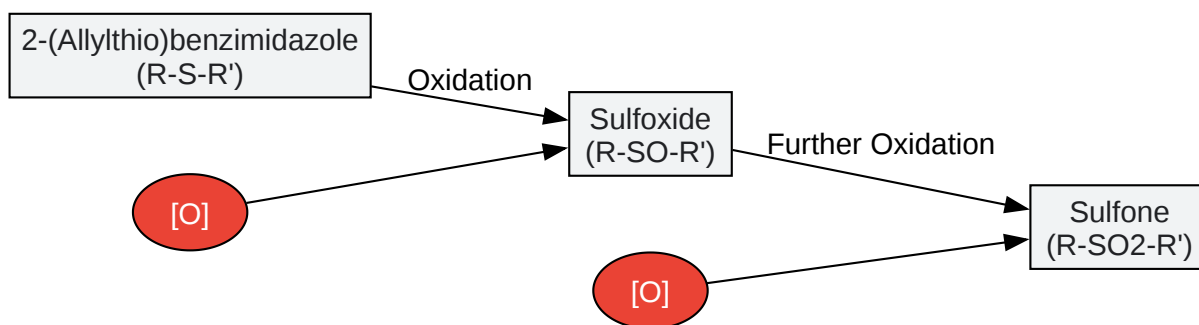 2-(Allylthio)benzimidazole
(R-S-R')
Oxidation
Sulfoxide
(R-SO-R')
Further Oxidation
[O]
Sulfone
(R-SO2-R')
[O]